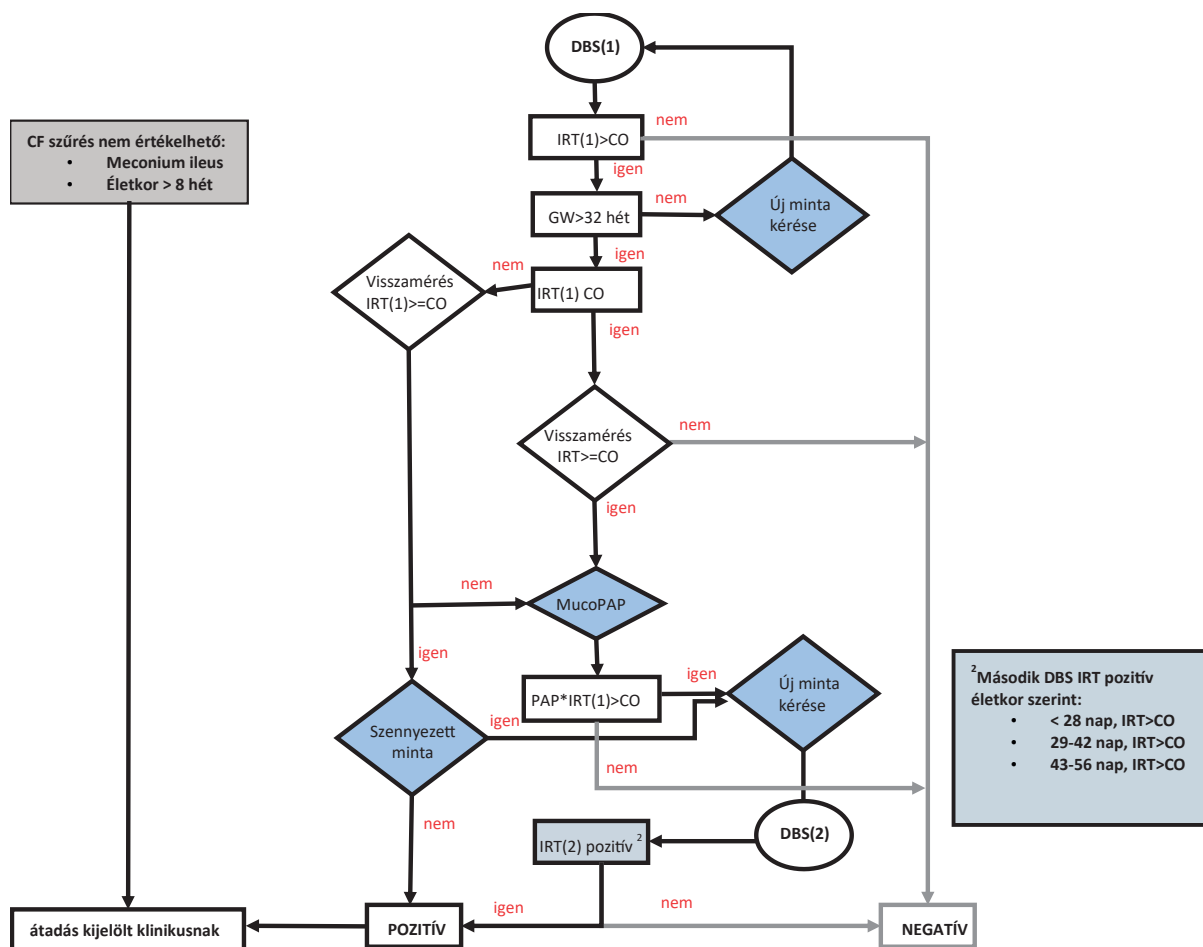 DBS(1)
CF szűrés nem értékelhető:
• Meconium ileus
• Életkor > 8 hét
IRT(1)>CO
nem
igen
GW>32 hét
nem
Új minta
kérése
igen
nem
Visszamérés
IRT(1)>=CO
IRT(1) CO
igen
Visszamérés
IRT>=CO
nem
igen
nem
MucoPAP
igen
PAP*IRT(1)>CO
igen
Új minta
kérése
Szennyezett
minta
igen
nem
nem
2Második DBS IRT pozitív
életkor szerint:
• < 28 nap, IRT>CO
• 29-42 nap, IRT>CO
• 43-56 nap, IRT>CO
IRT(2) pozitív 2
DBS(2)
igen
nem
átadás kijelölt klinikusnak
POZITÍV
NEGATÍV